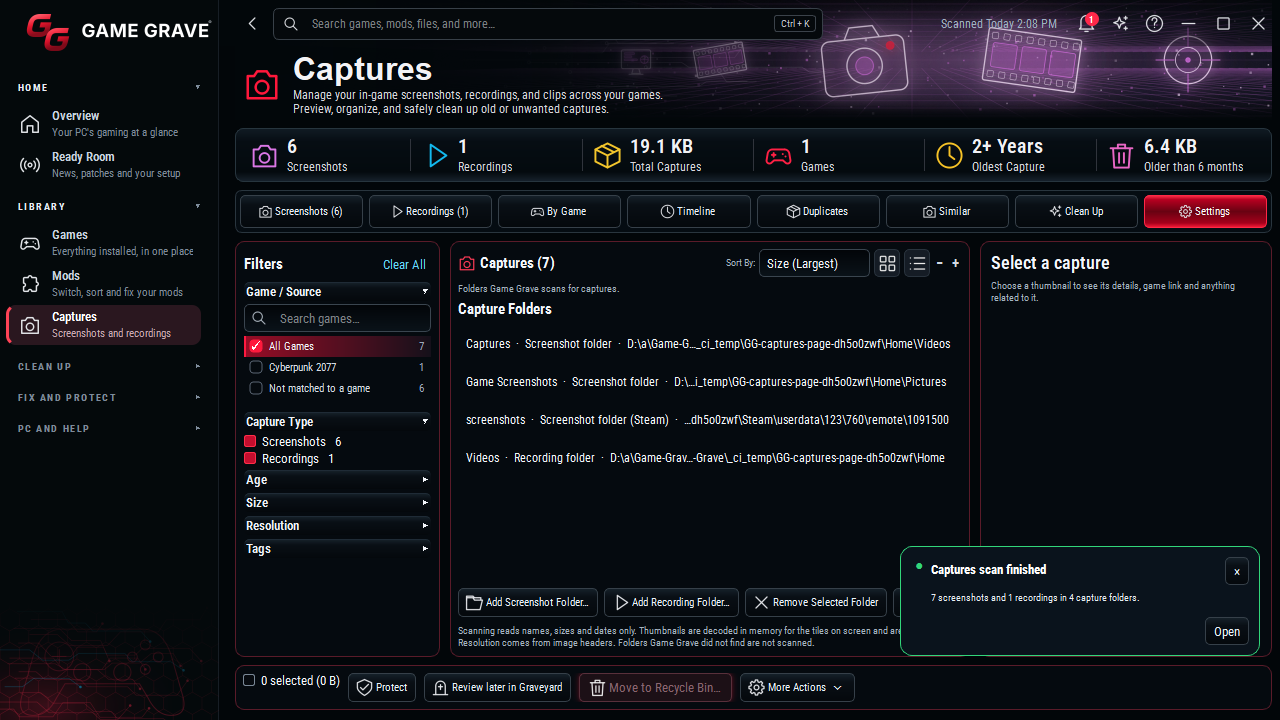 GAME GRAVE
Search games, mods, files, and more...
Ctrl + K
Scanned Today 2:08 PM
1
Captures
Manage your in-game screenshots, recordings, and clips across your games.
Preview, organize, and safely clean up old or unwanted captures.
HOME
Overview
Your PC's gaming at a glance
Ready Room
News, patches and your setup
LIBRARY
Games
Everything installed, in one place
Mods
Switch, sort and fix your mods
Captures
Screenshots and recordings
CLEAN UP
FIX AND PROTECT
PC AND HELP
6
Screenshots
1
Recordings
19.1 KB
Total Captures
1
Games
2+ Years
Oldest Capture
6.4 KB
Older than 6 months
Screenshots (6)
Recordings (1)
By Game
Timeline
Duplicates
Similar
Clean Up
Settings
Filters
Clear All
Game / Source
Search games...
All Games 7
Cyberpunk 2077 1
Not matched to a game 6
Capture Type
Screenshots 6
Recordings 1
Age
Size
Resolution
Tags
Captures (7)
Sort By:
Size (Largest)
- +
Folders Game Grave scans for captures.
Capture Folders
Captures · Screenshot folder · D:\a\Game-G..._ci_temp\GG-captures-page-dh5o0zwf\Home\Videos
Game Screenshots · Screenshot folder · D:\...i_temp\GG-captures-page-dh5o0zwf\Home\Pictures
screenshots · Screenshot folder (Steam) · ...dh5o0zwf\Steam\userdata\123\760\remote\1091500
Videos · Recording folder · D:\a\Game-Grav...-Grave\_ci_temp\GG-captures-page-dh5o0zwf\Home
Add Screenshot Folder...
Add Recording Folder...
Remove Selected Folder
Scanning reads names, sizes and dates only. Thumbnails are decoded in memory for the tiles on screen and are
Resolution comes from image headers. Folders Game Grave did not find are not scanned.
Select a capture
Choose a thumbnail to see its details, game link and anything
related to it.
Captures scan finished
x
7 screenshots and 1 recordings in 4 capture folders.
Open
0 selected (0 B)
Protect
Review later in Graveyard
Move to Recycle Bin...
More Actions